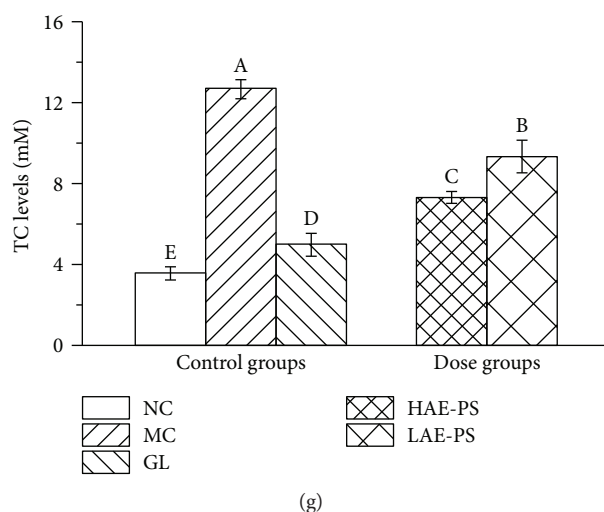 16
12
8
4
0
TC levels (mM)
A
B
C
D
E
Control groups
Dose groups
NC
MC
GL
HAE-PS
LAE-PS
(g)